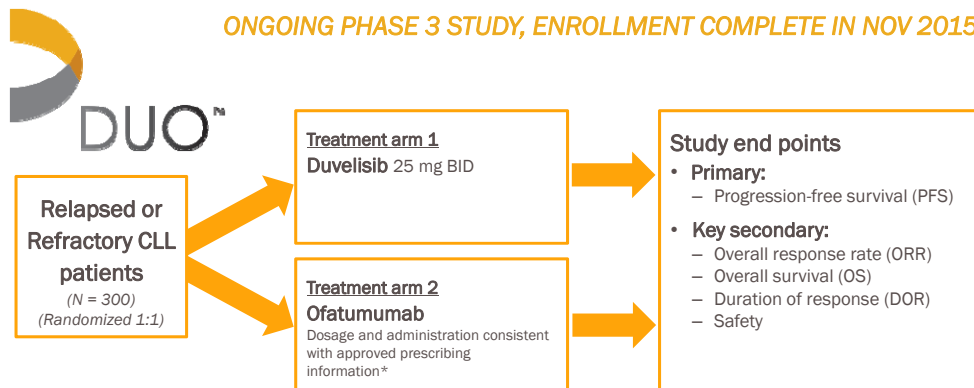 ONGOING PHASE 3 STUDY, ENROLLMENT COMPLETE IN NOV 2015
DUO
Relapsed or
Refractory CLL
patients
(N = 300)
(Randomized 1:1)
Treatment arm 1
Duvelisib 25 mg BID
Treatment arm 2
Ofatumumab
Dosage and administration consistent
with approved prescribing
information*
Study end points
• Primary:
– Progression-free survival (PFS)
• Key secondary:
– Overall response rate (ORR)
– Overall survival (OS)
– Duration of response (DOR)
– Safety